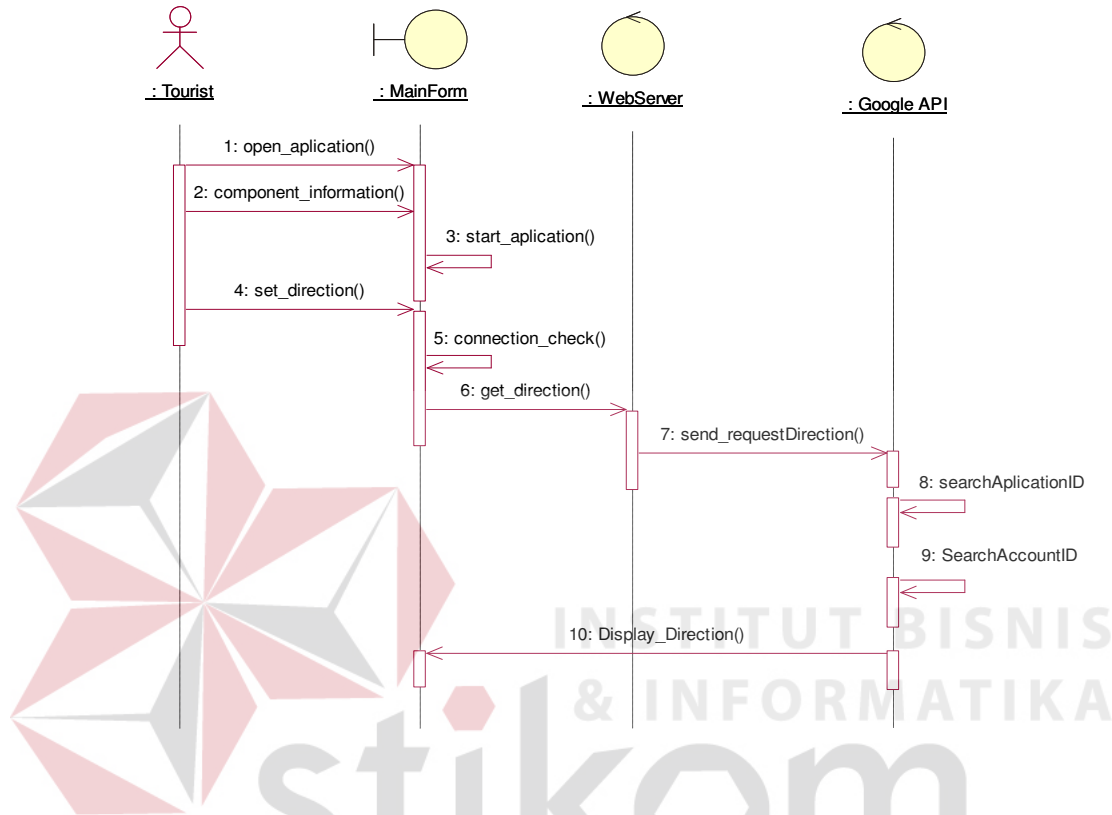 : Tourist
: MainForm
: WebServer
: Google API
1: open_aplication()
2: component_information()
3: start_aplication()
4: set_direction()
5: connection_check()
6: get_direction()
7: send_requestDirection()
8: searchAplicationID
9: SearchAccountID
10: Display_Direction()
INSTITUT BISNIS
& INFORMATIKA
stikom